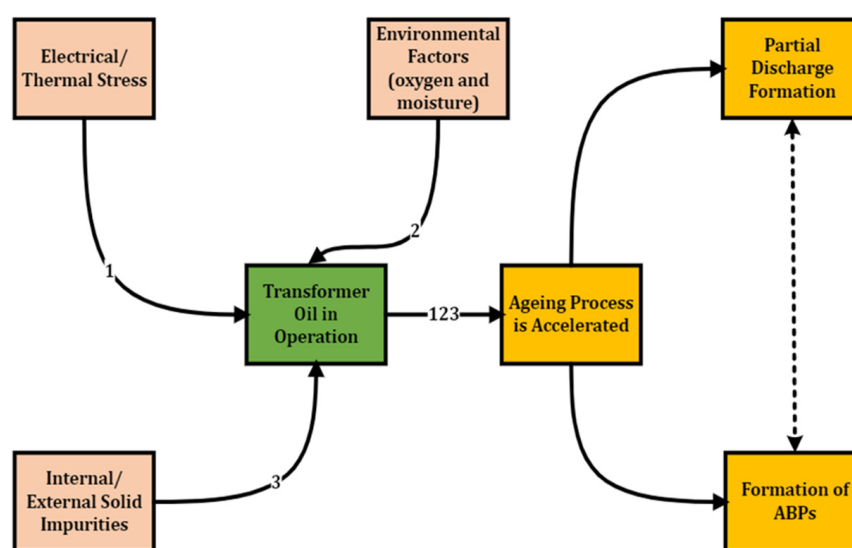 Electrical/
Thermal Stress
Environmental
Factors
(oxygen and
moisture)
Partial
Discharge
Formation
1
2
Transformer
Oil in
Operation
123
Ageing Process
is Accelerated
3
Internal/
External Solid
Impurities
Formation of
ABPs